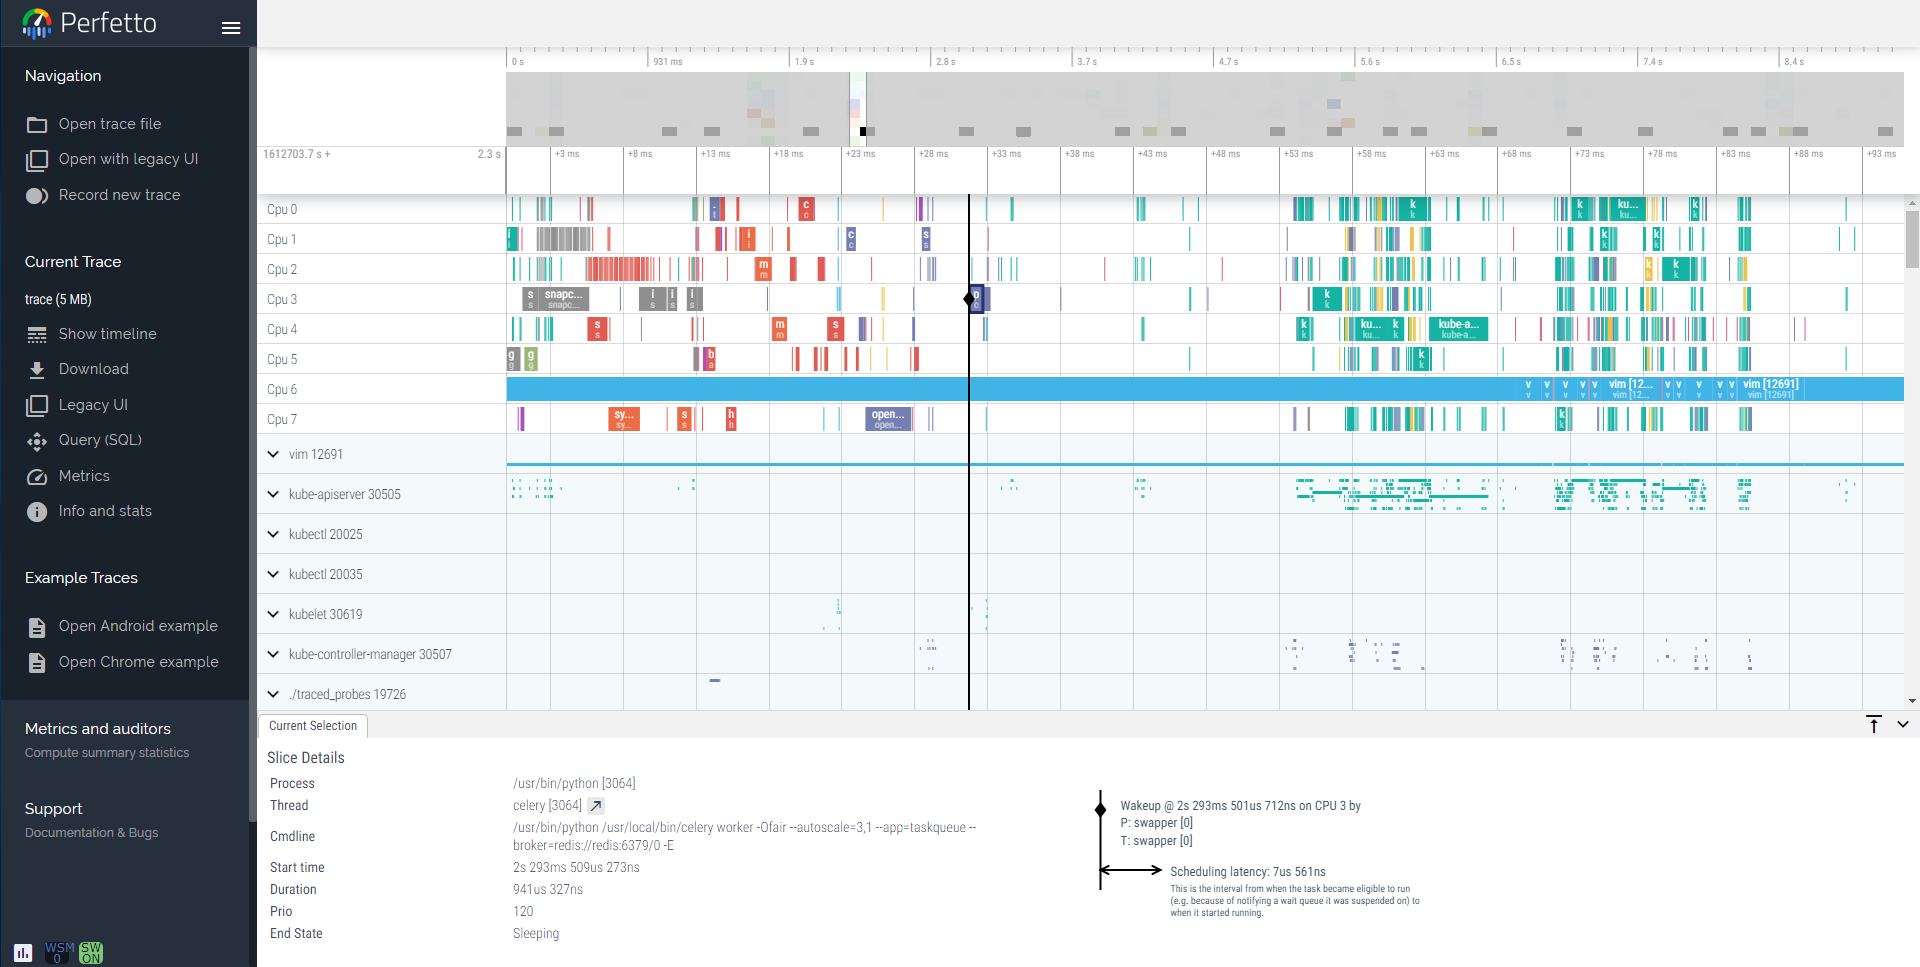 Perfetto
Navigation
Open trace file
Open with legacy UI
Record new trace
Current Trace
trace (5 MB)
Show timeline
Download
Legacy UI
Query (SQL)
Metrics
Info and stats
Example Traces
Open Android example
Open Chrome example
Metrics and auditors
Compute summary statistics
Support
Documentation & Bugs
WSM
0
SW
ON
0 s 931 ms 1.9 s 2.8 s 3.7 s 4.7 s 5.6 s 6.5 s 7.4 s 8.4 s
1612703.7 s + 2.3 s +3 ms +8 ms +13 ms +18 ms +23 ms +28 ms +33 ms +38 ms +43 ms +48 ms +53 ms +58 ms +63 ms +68 ms +73 ms +78 ms +83 ms +88 ms +93 ms
Cpu 0 t c k k ku... k
c ku... k
Cpu 1 i i c s k k
i c s k k
Cpu 2 m k k
m k k
Cpu 3 s snapc... i i i p k
s snapc... s s s c k
Cpu 4 s m s k ku... k kube-a...
s m s k ku... k kube-a...
Cpu 5 g g b k
g g a k
Cpu 6 v v v v v vim [12... v v v v v vim [12691]
v v v v v vim [12... v v v v v vim [12691]
Cpu 7 sy... s h open... k
sy... s h open... k
vim 12691
kube-apiserver 30505
kubectl 20025
kubectl 20035
kubelet 30619
kube-controller-manager 30507
./traced_probes 19726
Current Selection
Slice Details
Process /usr/bin/python [3064]
Thread celery [3064]
Cmdline /usr/bin/python /usr/local/bin/celery worker -Ofair --autoscale=3,1 --app=taskqueue --
broker=redis://redis:6379/0 -E
Start time 2s 293ms 509us 273ns
Duration 941us 327ns
Prio 120
End State Sleeping
Wakeup @ 2s 293ms 501us 712ns on CPU 3 by
P: swapper [0]
T: swapper [0]
Scheduling latency: 7us 561ns
This is the interval from when the task became eligible to run
(e.g. because of notifying a wait queue it was suspended on) to
when it started running.